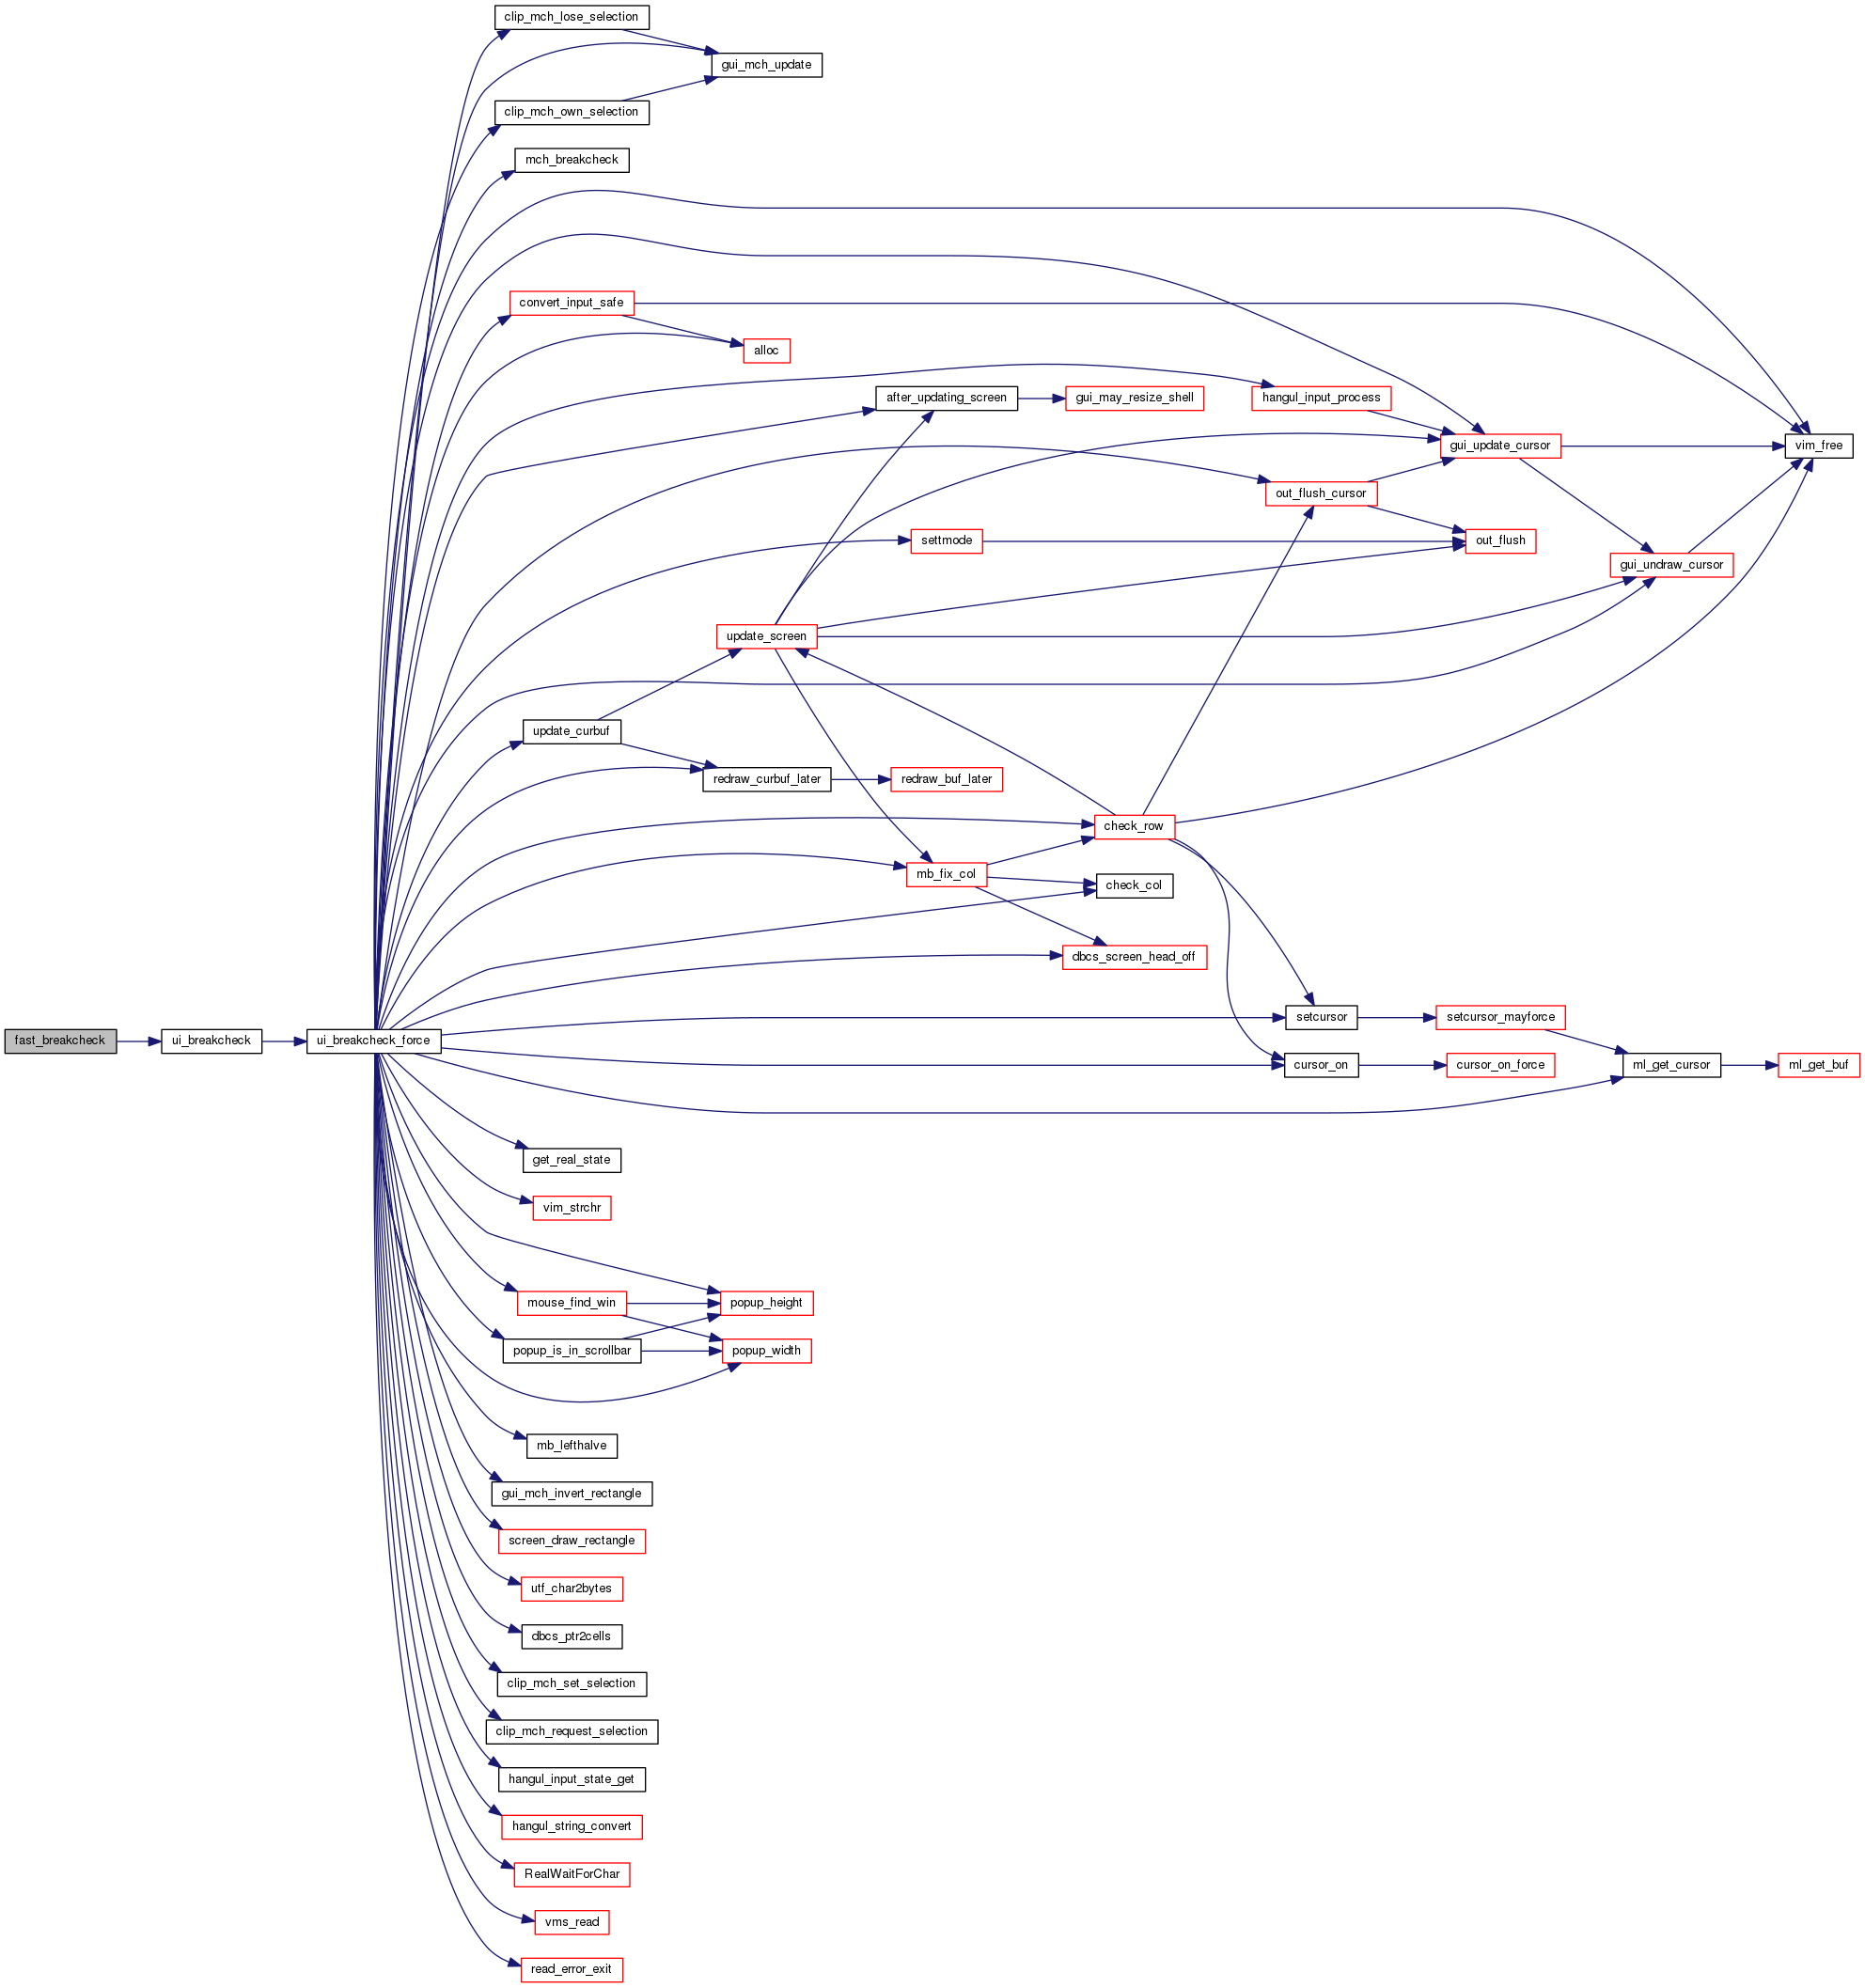 clip_mch_lose_selection
gui_mch_update
clip_mch_own_selection
mch_breakcheck
convert_input_safe
alloc
after_updating_screen
gui_may_resize_shell
hangul_input_process
gui_update_cursor
vim_free
out_flush_cursor
settmode
out_flush
gui_undraw_cursor
update_screen
update_curbuf
redraw_curbuf_later
redraw_buf_later
check_row
mb_fix_col
check_col
dbcs_screen_head_off
setcursor
setcursor_mayforce
fast_breakcheck
ui_breakcheck
ui_breakcheck_force
cursor_on
cursor_on_force
ml_get_cursor
ml_get_buf
get_real_state
vim_strchr
mouse_find_win
popup_height
popup_is_in_scrollbar
popup_width
mb_lefthalve
gui_mch_invert_rectangle
screen_draw_rectangle
utf_char2bytes
dbcs_ptr2cells
clip_mch_set_selection
clip_mch_request_selection
hangul_input_state_get
hangul_string_convert
RealWaitForChar
vms_read
read_error_exit